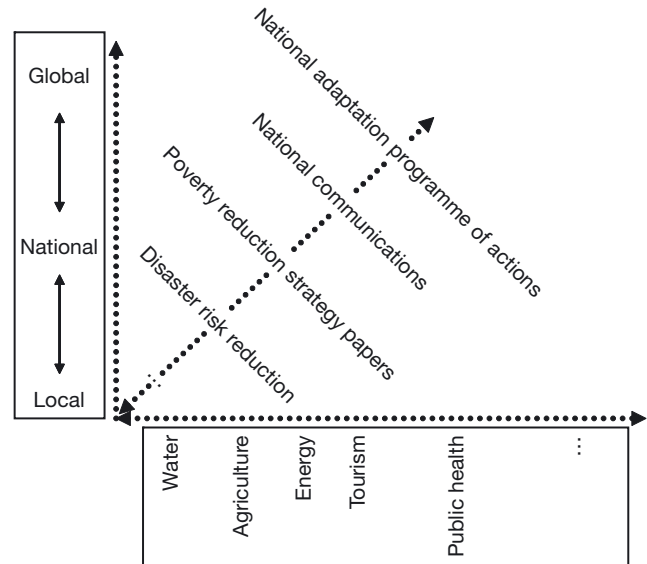 Global
National
Local
National adaptation programme of actions
National communications
Poverty reduction strategy papers
Disaster risk reduction
...
Water
Agriculture
Energy
Tourism
Public health
...